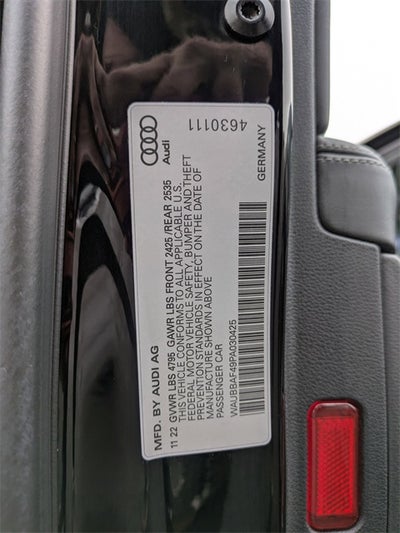 MFD. BY AUDI AG
Audi
11 22 GVWR LBS 4795 GAWR LBS FRONT 2425 /REAR 2535
THIS VEHICLE CONFORMS TO ALL APPLICABLE U.S.
FEDERAL MOTOR VEHICLE SAFETY, BUMPER AND THEFT
PREVENTION STANDARDS IN EFFECT ON THE DATE OF
MANUFACTURE SHOWN ABOVE
PASSENGER CAR
WAUBBAF49PA030425
GERMANY
4630111